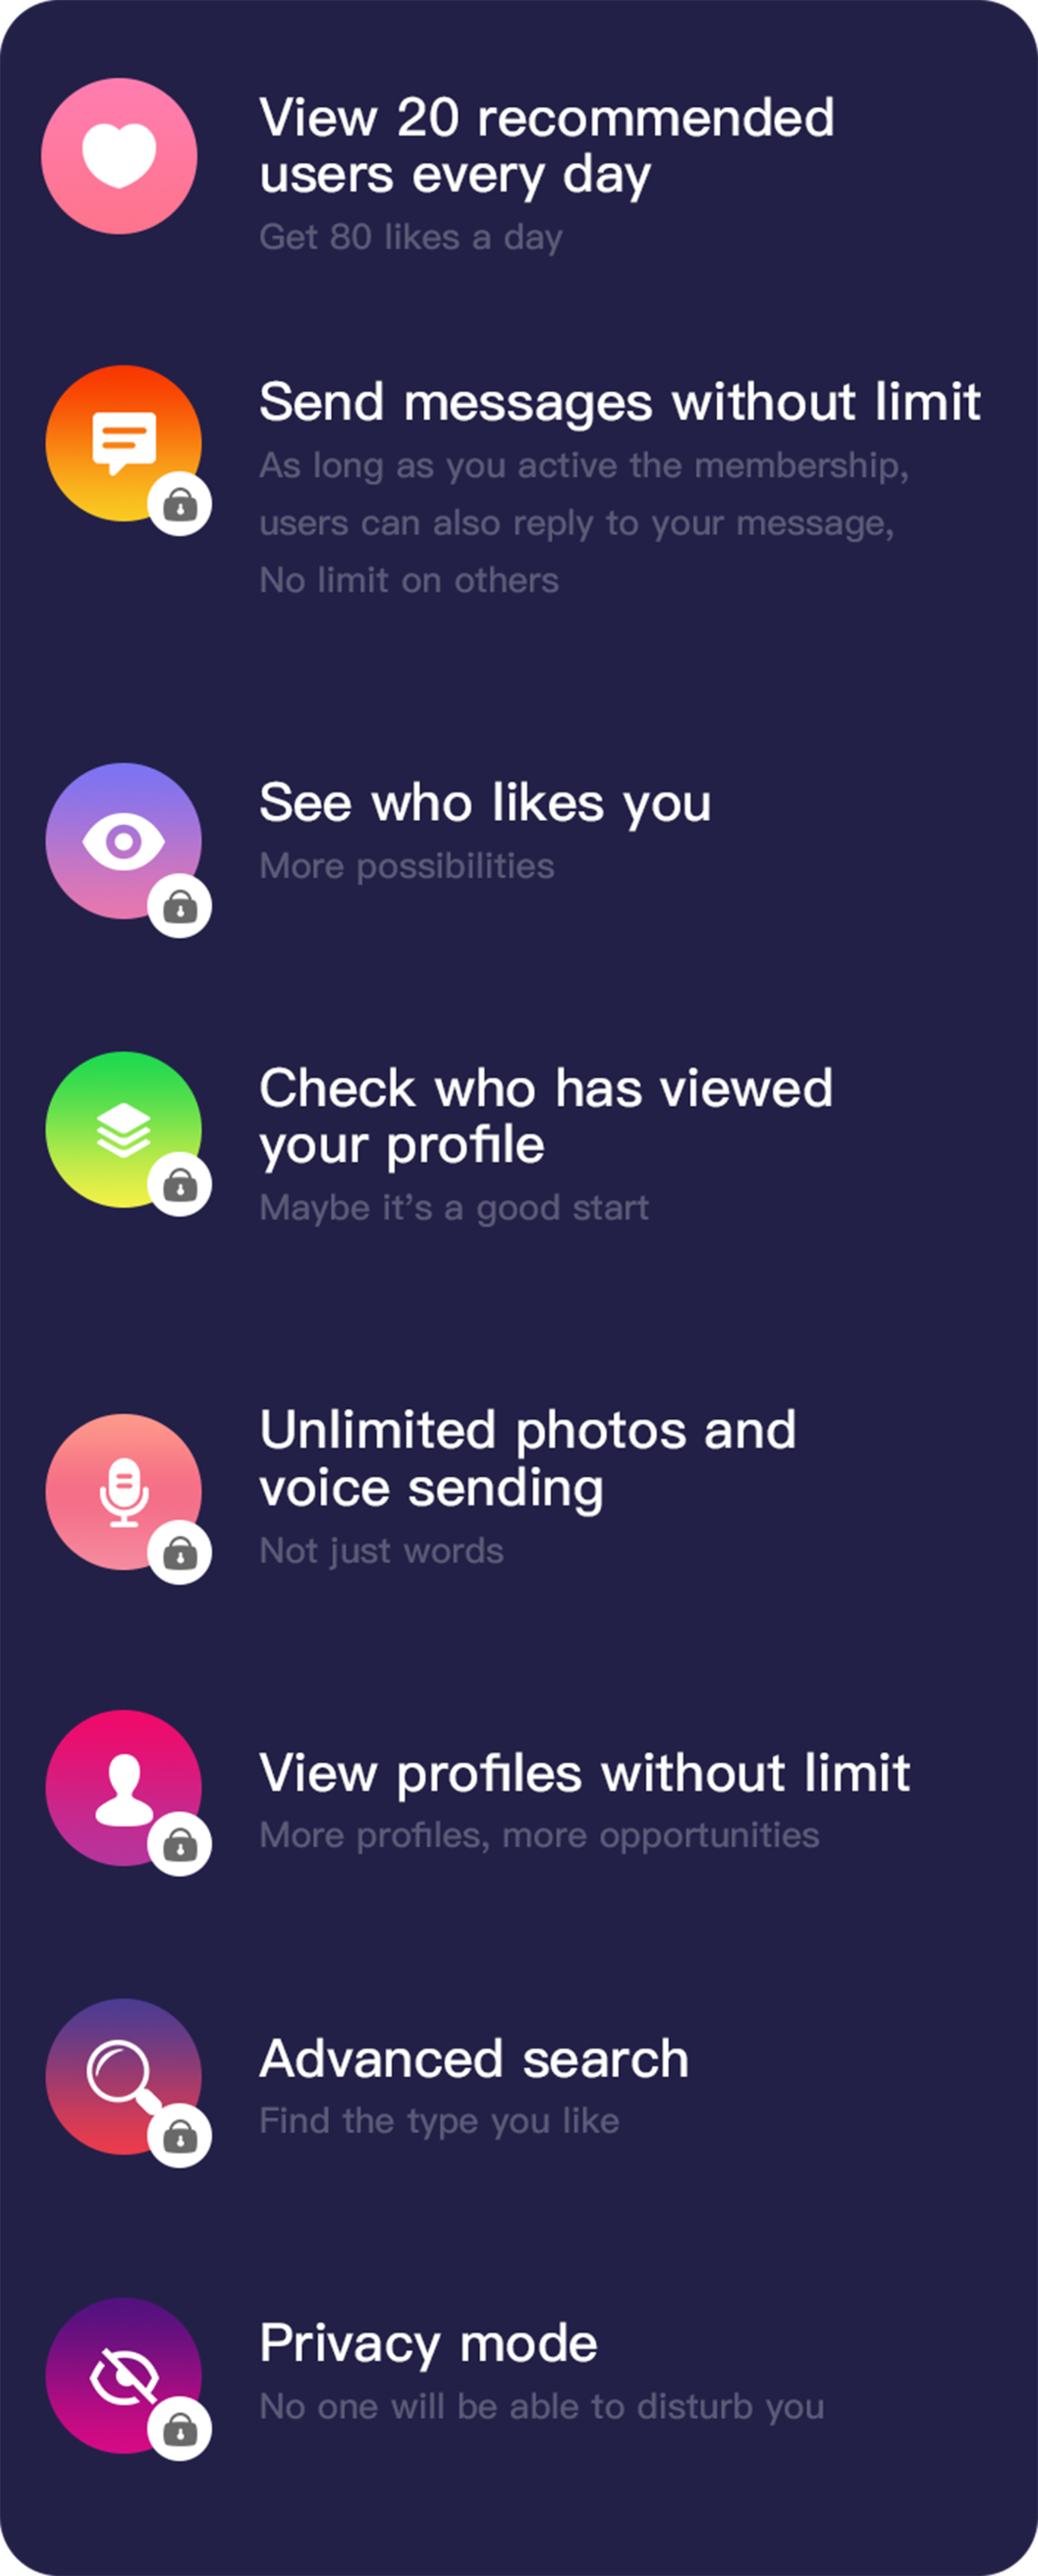 View 20 recommended
users every day
Get 80 likes a day
Send messages without limit
As long as you active the membership,
users can also reply to your message,
No limit on others
See who likes you
More possibilities
Check who has viewed
your profile
Maybe it’s a good start
Unlimited photos and
voice sending
Not just words
View profiles without limit
More profiles, more opportunities
Advanced search
Find the type you like
Privacy mode
No one will be able to disturb you